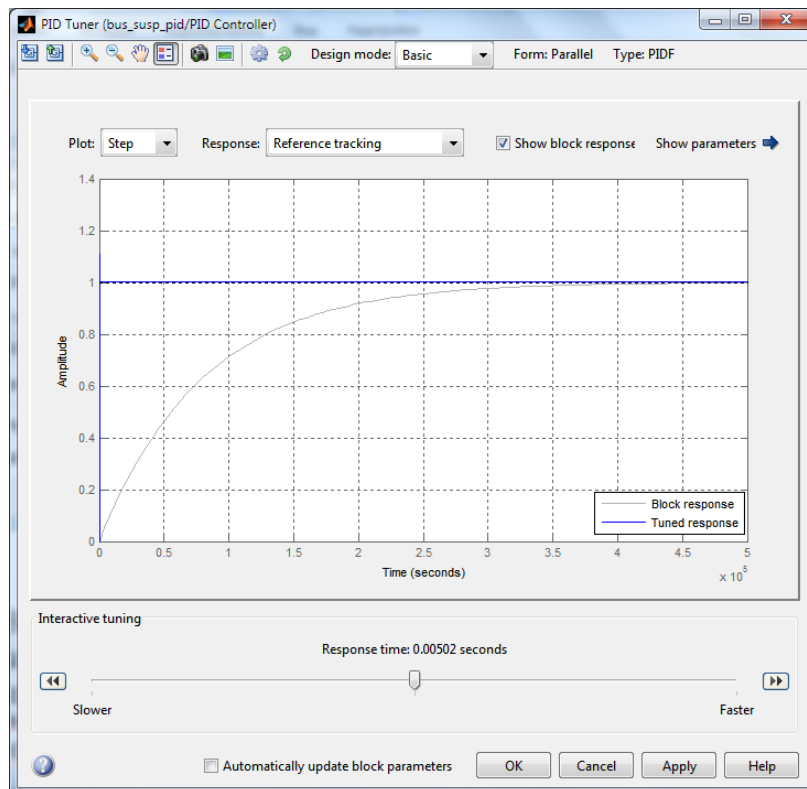 PID Tuner (bus_susp_pid/PID Controller)
Design mode: Basic Form: Parallel Type: PIDF
Plot: Step Response: Reference tracking Show block response Show parameters
1.4
1.2
1
0.8
0.6
0.4
0.2
0
Amplitude
Block response
Tuned response
0 0.5 1 1.5 2 2.5 3 3.5 4 4.5 5
Time (seconds)
x 10^5
Interactive tuning
Response time: 0.00502 seconds
Slower Faster
Automatically update block parameters OK Cancel Apply Help